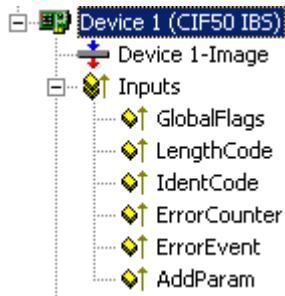 Device 1 (CIF50 IBS)
Device 1-Image
Inputs
GlobalFlags
LengthCode
IdentCode
ErrorCounter
ErrorEvent
AddParam